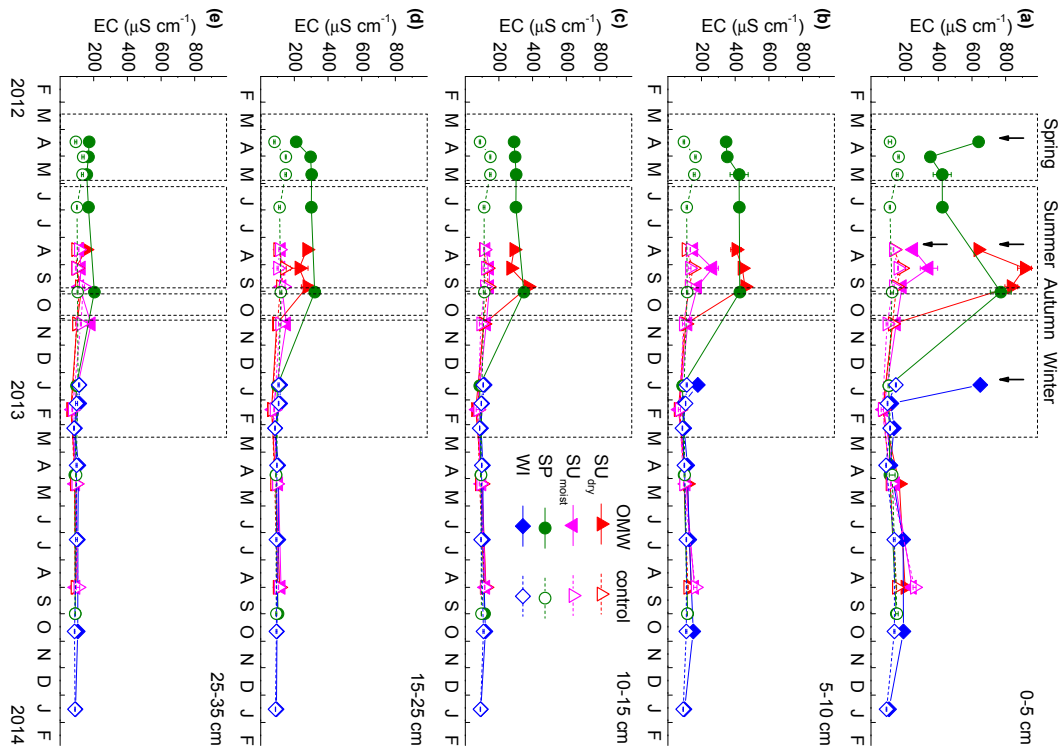 Spring Summer Autumn Winter
(a)
0-5 cm
EC (μS cm⁻¹)
800
600
400
200
F M A M J J A S O N D J F M A M J J A S O N D J F
(b)
5-10 cm
EC (μS cm⁻¹)
800
600
400
200
F M A M J J A S O N D J F M A M J J A S O N D J F
(c)
10-15 cm
EC (μS cm⁻¹)
800
600
400
200
OMW control
SU dry
SU moist
SP
WI
F M A M J J A S O N D J F M A M J J A S O N D J F
(d)
15-25 cm
EC (μS cm⁻¹)
800
600
400
200
F M A M J J A S O N D J F M A M J J A S O N D J F
(e)
25-35 cm
EC (μS cm⁻¹)
800
600
400
200
F M A M J J A S O N D J F M A M J J A S O N D J F
2012 2013 2014